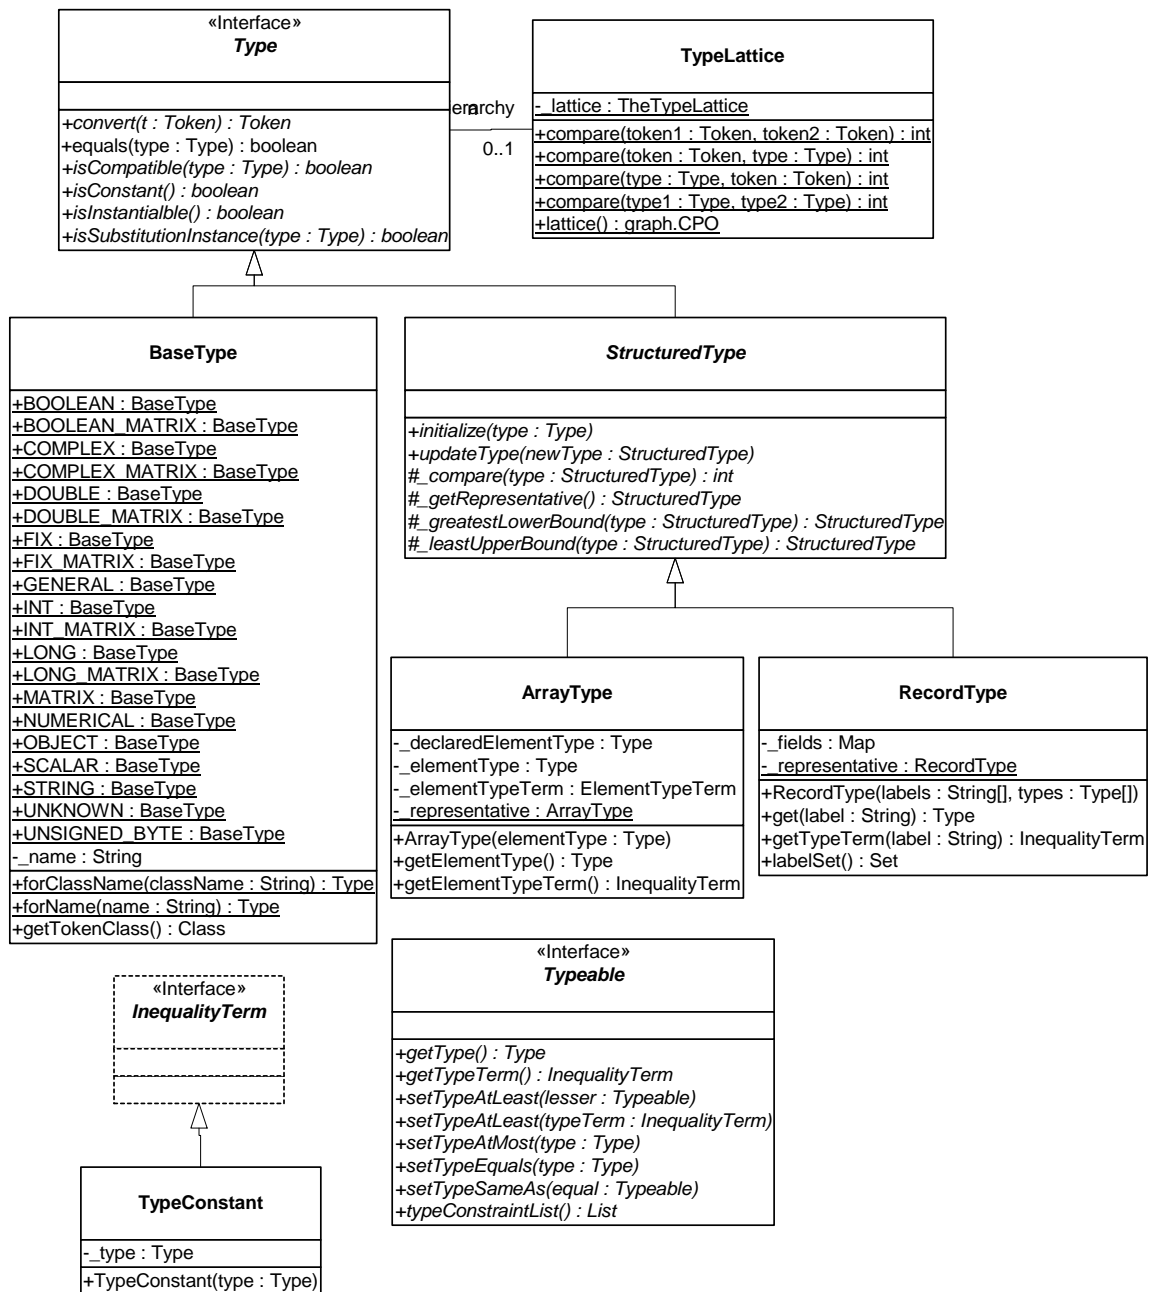 «Interface»
Type
+convert(t : Token) : Token
+equals(type : Type) : boolean
+isCompatible(type : Type) : boolean
+isConstant() : boolean
+isInstantialble() : boolean
+isSubstitutionInstance(type : Type) : boolean
0..1
TypeLattice
-_lattice : TheTypeLattice
+compare(token1 : Token, token2 : Token) : int
+compare(token : Token, type : Type) : int
+compare(type : Type, token : Token) : int
+compare(type1 : Type, type2 : Type) : int
+lattice() : graph.CPO
BaseType
+BOOLEAN : BaseType
+BOOLEAN_MATRIX : BaseType
+COMPLEX : BaseType
+COMPLEX_MATRIX : BaseType
+DOUBLE : BaseType
+DOUBLE_MATRIX : BaseType
+FIX : BaseType
+FIX_MATRIX : BaseType
+GENERAL : BaseType
+INT : BaseType
+INT_MATRIX : BaseType
+LONG : BaseType
+LONG_MATRIX : BaseType
+MATRIX : BaseType
+NUMERICAL : BaseType
+OBJECT : BaseType
+SCALAR : BaseType
+STRING : BaseType
+UNKNOWN : BaseType
+UNSIGNED_BYTE : BaseType
-_name : String
+forClassName(className : String) : Type
+forName(name : String) : Type
+getTokenClass() : Class
StructuredType
+initialize(type : Type)
+updateType(newType : StructuredType)
#_compare(type : StructuredType) : int
#_getRepresentative() : StructuredType
#_greatestLowerBound(type : StructuredType) : StructuredType
#_leastUpperBound(type : StructuredType) : StructuredType
ArrayType
-_declaredElementType : Type
-_elementType : Type
-_elementTypeTerm : ElementTypeTerm
-_representative : ArrayType
+ArrayType(elementType : Type)
+getElementType() : Type
+getElementTypeTerm() : InequalityTerm
RecordType
-_fields : Map
-_representative : RecordType
+RecordType(labels : String[], types : Type[])
+get(label : String) : Type
+getTypeTerm(label : String) : InequalityTerm
+labelSet() : Set
«Interface»
InequalityTerm
TypeConstant
-_type : Type
+TypeConstant(type : Type)
«Interface»
Typeable
+getType() : Type
+getTypeTerm() : InequalityTerm
+setTypeAtLeast(lesser : Typeable)
+setTypeAtLeast(typeTerm : InequalityTerm)
+setTypeAtMost(type : Type)
+setTypeEquals(type : Type)
+setTypeSameAs(equal : Typeable)
+typeConstraintList() : List